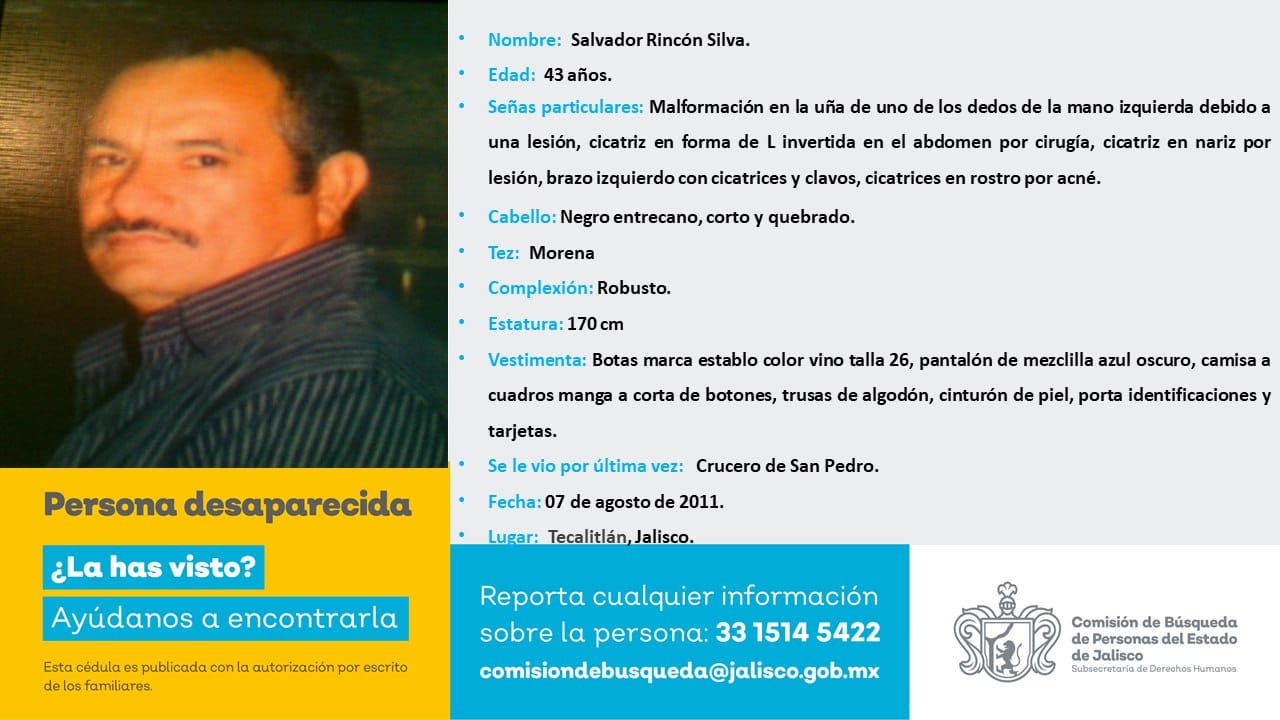 • Nombre: Salvador Rincón Silva.
• Edad: 43 años.
• Señas particulares: Malformación en la uña de uno de los dedos de la mano izquierda debido a
una lesión, cicatriz en forma de L invertida en el abdomen por cirugía, cicatriz en nariz por
lesión, brazo izquierdo con cicatrices y clavos, cicatrices en rostro por acné.
• Cabello: Negro entrecano, corto y quebrado.
• Tez: Morena
• Complexión: Robusto.
• Estatura: 170 cm
• Vestimenta: Botas marca establo color vino talla 26, pantalón de mezclilla azul oscuro, camisa a
cuadros manga a corta de botones, trusas de algodón, cinturón de piel, porta identificaciones y
tarjetas.
• Se le vio por última vez: Crucero de San Pedro.
• Fecha: 07 de agosto de 2011.
• Lugar: Tecalitlán, Jalisco.
Persona desaparecida
¿La has visto?
Ayúdanos a encontrarla
Esta cédula es publicada con la autorización por escrito
de los familiares.
Reporta cualquier información
sobre la persona: 33 1514 5422
comisiondebusqueda@jalisco.gob.mx
Comisión de Búsqueda
de Personas del Estado
de Jalisco
Subsecretaría de Derechos Humanos